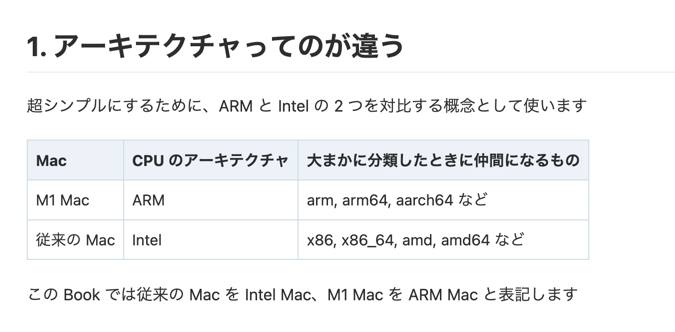 1. アーキテクチャってのが違う
超シンプルにするために、ARM と Intel の 2 つを対比する概念として使います
Mac CPU のアーキテクチャ 大まかに分類したときに仲間になるもの
M1 Mac ARM arm, arm64, aarch64 など
従来の Mac Intel x86, x86_64, amd, amd64 など
この Book では従来の Mac を Intel Mac、M1 Mac を ARM Mac と表記します